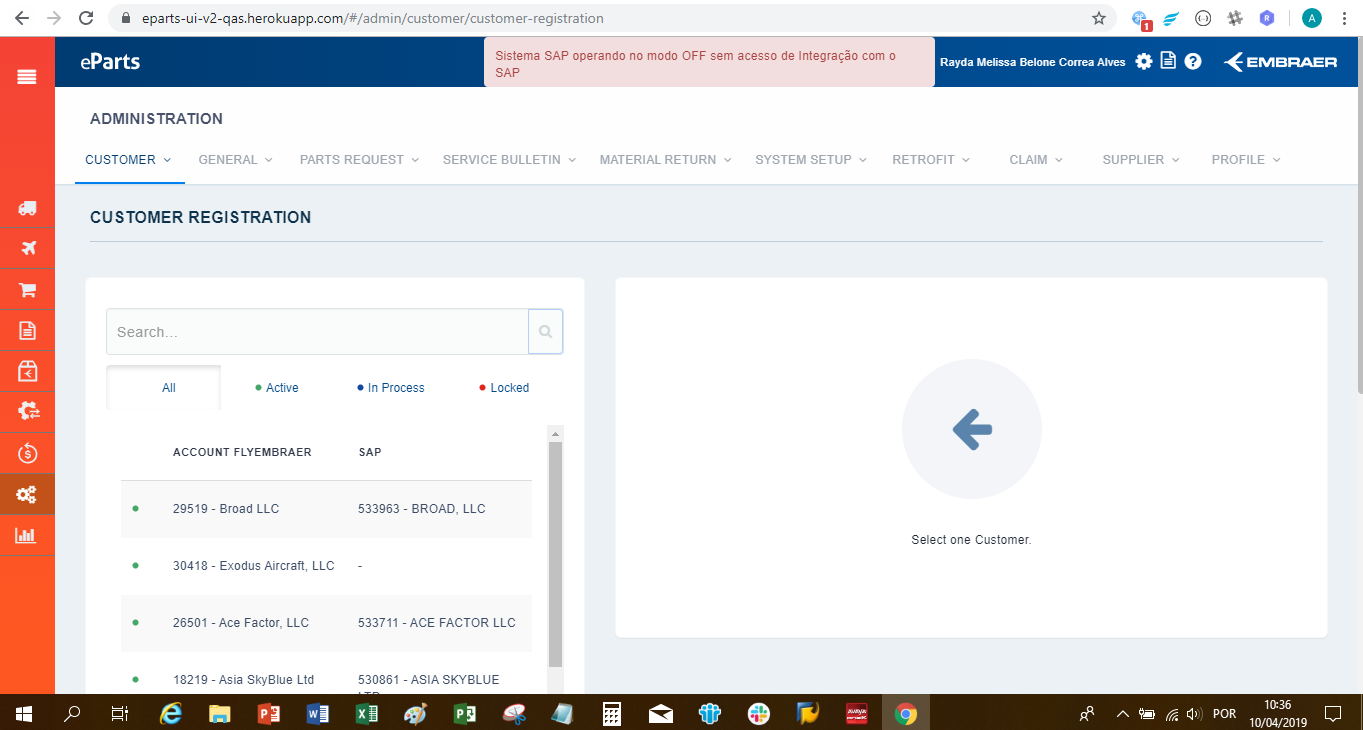 eparts-ui-v2-qas.herokuapp.com/#/admin/customer/customer-registration
1
R
A
eParts
Sistema SAP operando no modo OFF sem acesso de Integração com o
SAP
Rayda Melissa Belone Correa Alves
EMBRAER
ADMINISTRATION
CUSTOMER
GENERAL
PARTS REQUEST
SERVICE BULLETIN
MATERIAL RETURN
SYSTEM SETUP
RETROFIT
CLAIM
SUPPLIER
PROFILE
CUSTOMER REGISTRATION
Search...
All
Active
In Process
Locked
ACCOUNT FLYEMBRAER SAP
29519 - Broad LLC 533963 - BROAD, LLC
30418 - Exodus Aircraft, LLC -
26501 - Ace Factor, LLC 533711 - ACE FACTOR LLC
18219 - Asia SkyBlue Ltd 530861 - ASIA SKYBLUE
LTD
Select one Customer.
POR
10:36
10/04/2019